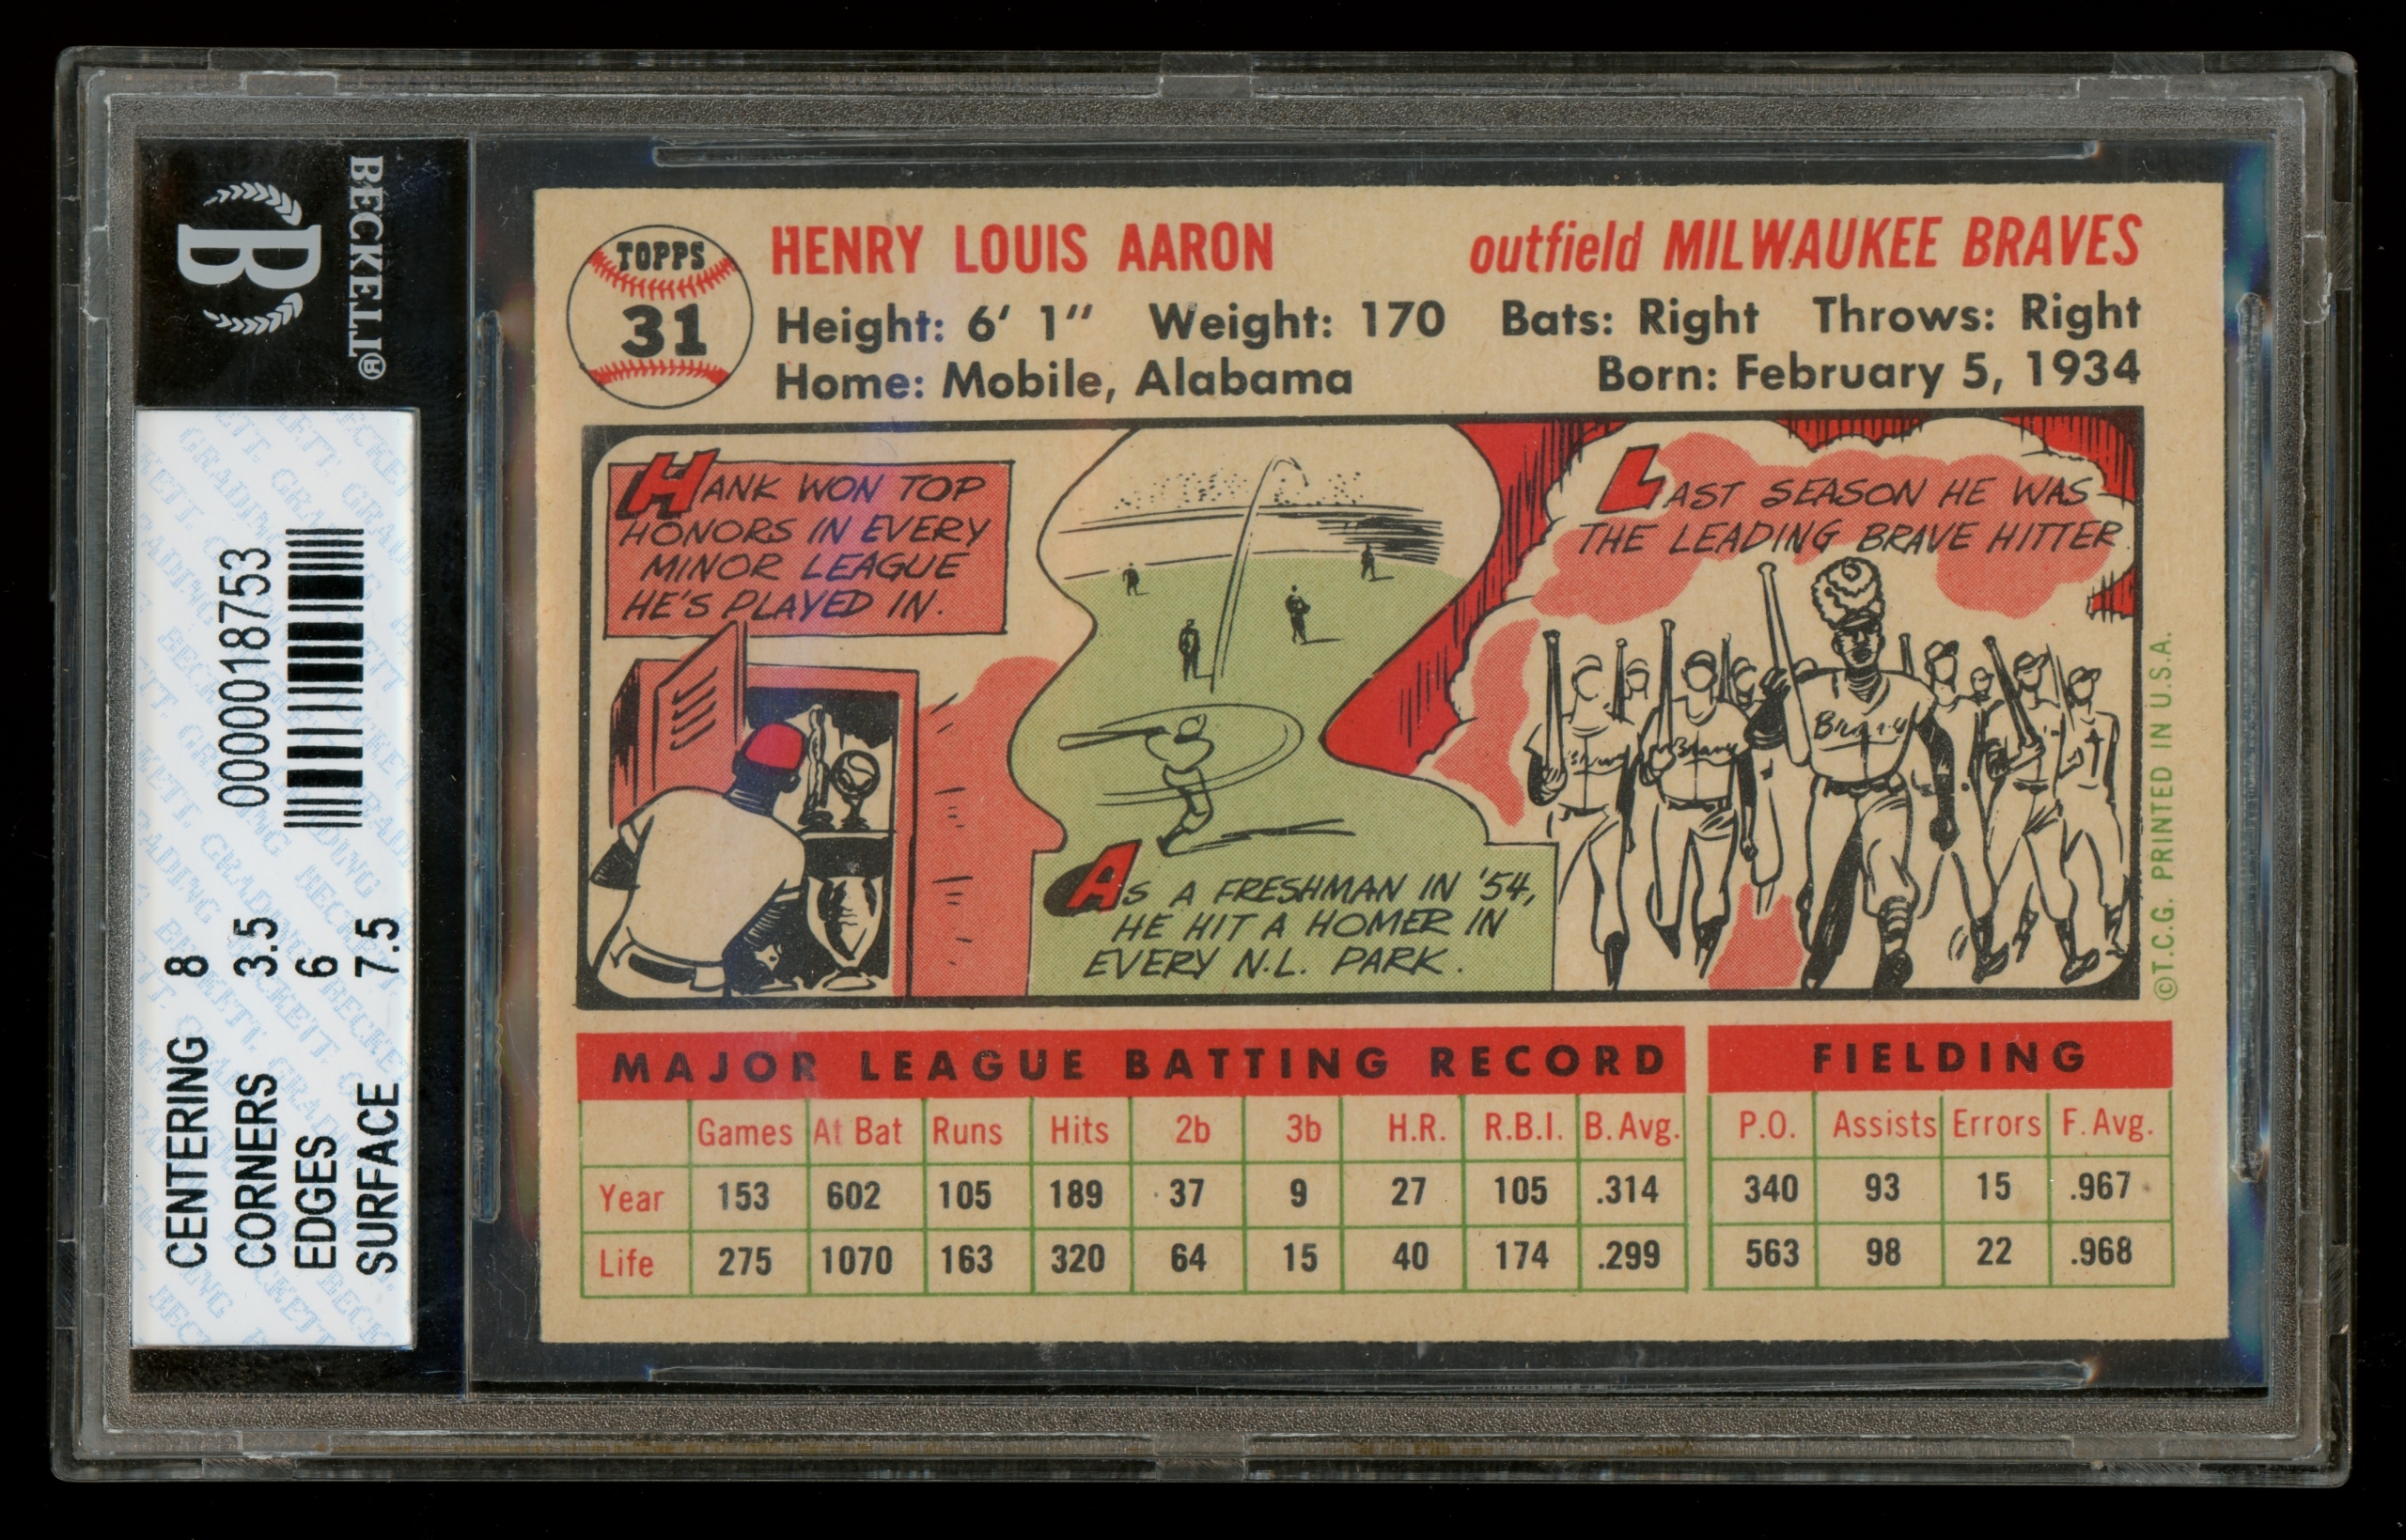 BECKETT®
B
0000018753
CENTERING 8
CORNERS 3.5
EDGES 6
SURFACE 7.5
TOPPS
31
HENRY LOUIS AARON outfield MILWAUKEE BRAVES
Height: 6' 1" Weight: 170 Bats: Right Throws: Right
Home: Mobile, Alabama Born: February 5, 1934
HANK WON TOP
HONORS IN EVERY
MINOR LEAGUE
HE'S PLAYED IN.
AS A FRESHMAN IN '54,
HE HIT A HOMER IN
EVERY N.L. PARK.
LAST SEASON HE WAS
THE LEADING BRAVE HITTER
©T.C.G. PRINTED IN U.S.A.
MAJOR LEAGUE BATTING RECORD FIELDING
Games At Bat Runs Hits 2b 3b H.R. R.B.I. B. Avg. P.O. Assists Errors F. Avg.
Year 153 602 105 189 37 9 27 105 .314 340 93 15 .967
Life 275 1070 163 320 64 15 40 174 .299 563 98 22 .968